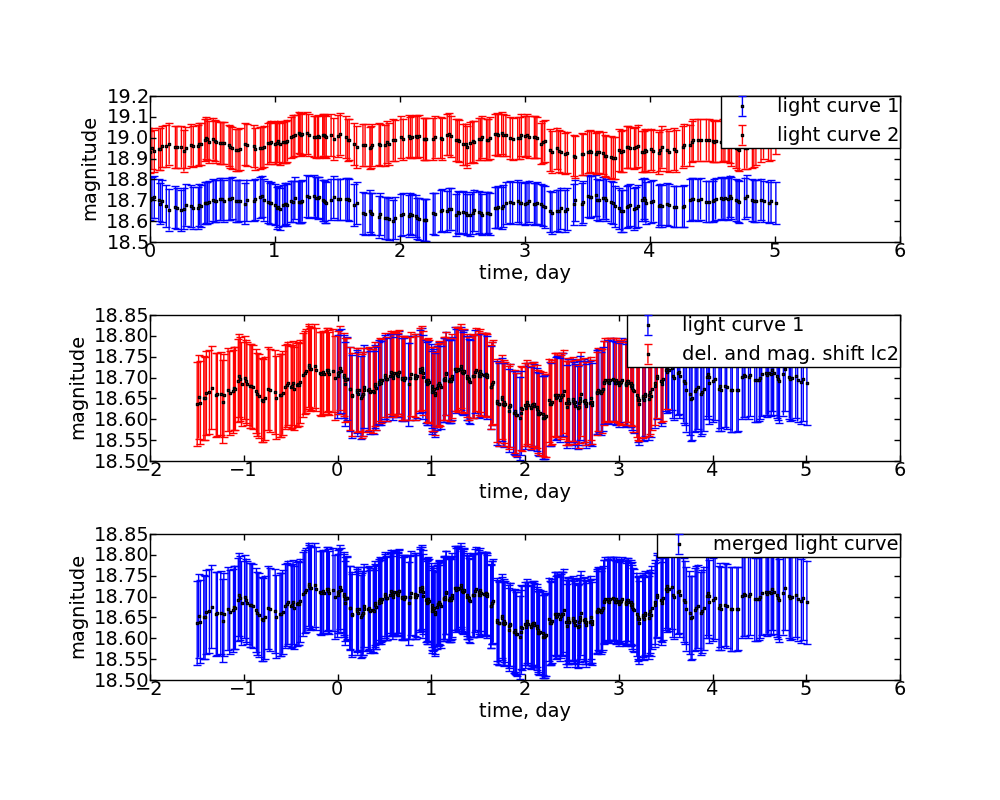 19.2
19.1
19.0
18.9
18.8
18.7
18.6
18.5
magnitude
light curve 1
light curve 2
0 1 2 3 4 5 6
time, day
18.85
18.80
18.75
18.70
18.65
18.60
18.55
18.50
magnitude
light curve 1
del. and mag. shift lc2
−2 −1 0 1 2 3 4 5 6
time, day
18.85
18.80
18.75
18.70
18.65
18.60
18.55
18.50
magnitude
merged light curve
−2 −1 0 1 2 3 4 5 6
time, day